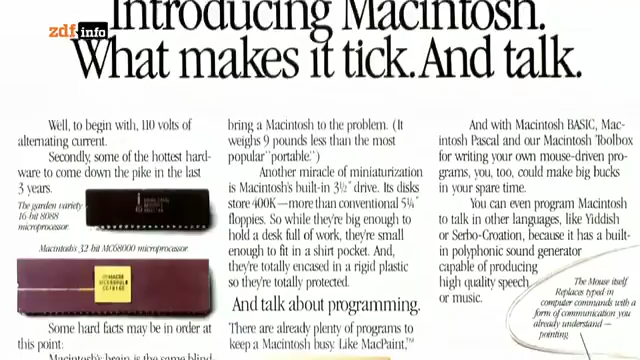 Introducing Macintosh.
zdf.info
What makes it tick. And talk.
Well, to begin with, 110 volts of
alternating current.
Secondly, some of the hottest hard-
ware to come down the pike in the last
3 years.
The garden variety
16 bit 8088
microprocessor.
Macintosh's 32 bit MC68000 microprocessor
Some hard facts may be in order at
this point:
Macintosh's brain is the same blind-
bring a Macintosh to the problem. (It
weighs 9 pounds less than the most
popular "portable.")
Another miracle of miniaturization
is Macintosh's built-in 3½" drive. Its disks
store 400K—more than conventional 5¼"
floppies. So while they're big enough to
hold a desk full of work, they're small
enough to fit in a shirt pocket. And,
they're totally encased in a rigid plastic
so they're totally protected.
And talk about programming.
There are already plenty of programs to
keep a Macintosh busy. Like MacPaint,™
And with Macintosh BASIC, Mac-
intosh Pascal and our Macintosh Toolbox
for writing your own mouse-driven pro-
grams, you, too, could make big bucks
in your spare time.
You can even program Macintosh
to talk in other languages, like Yiddish
or Serbo-Croation, because it has a built-
in polyphonic sound generator
capable of producing
high quality speech
or music.
The Mouse itself
Replaces typed-in
computer commands with a
form of communication you
already understand—
pointing.